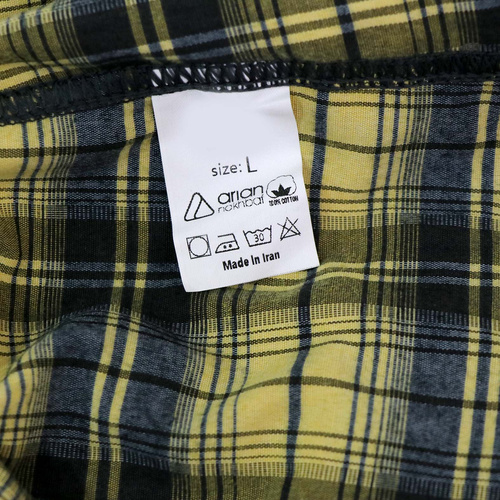 size: L
arian
nakhbaf
100% COTTON
30
Made In Iran